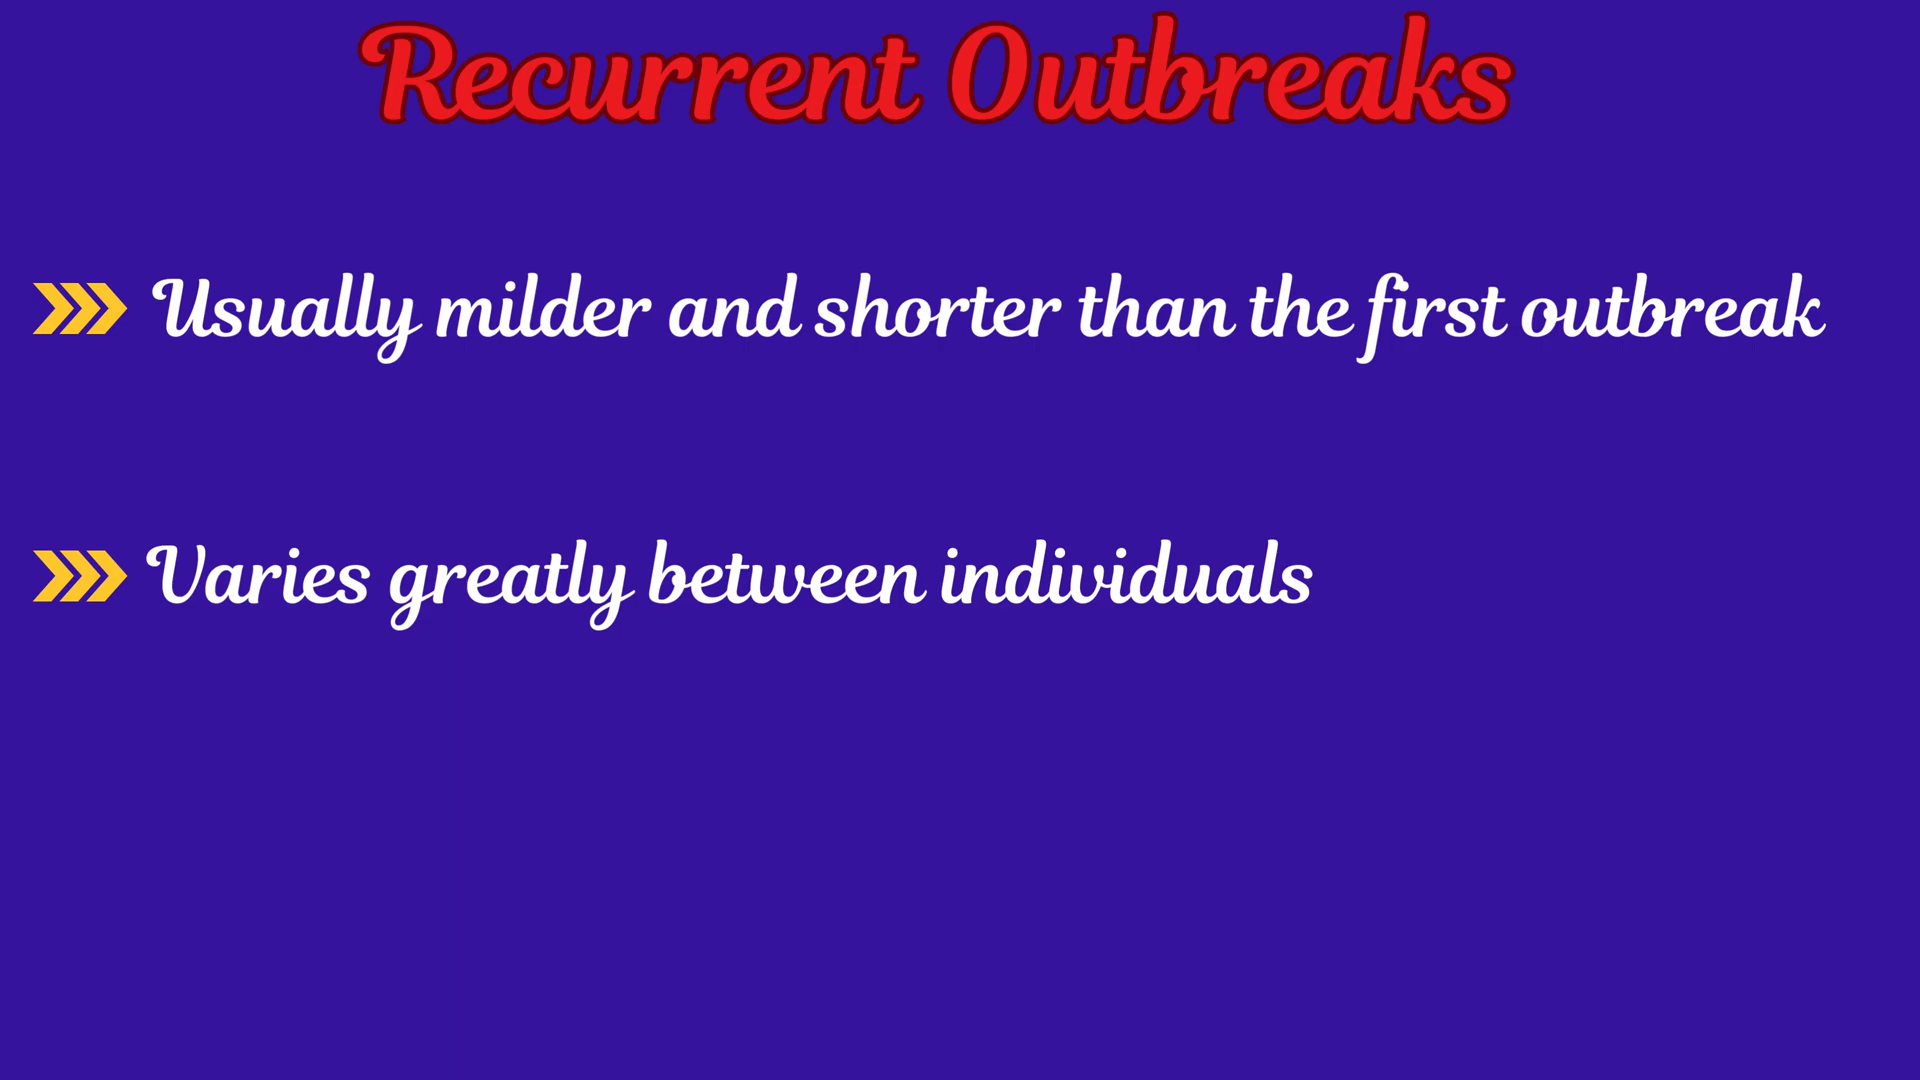 Recurrent Outbreaks
Usually milder and shorter than the first outbreak
Varies greatly between individuals